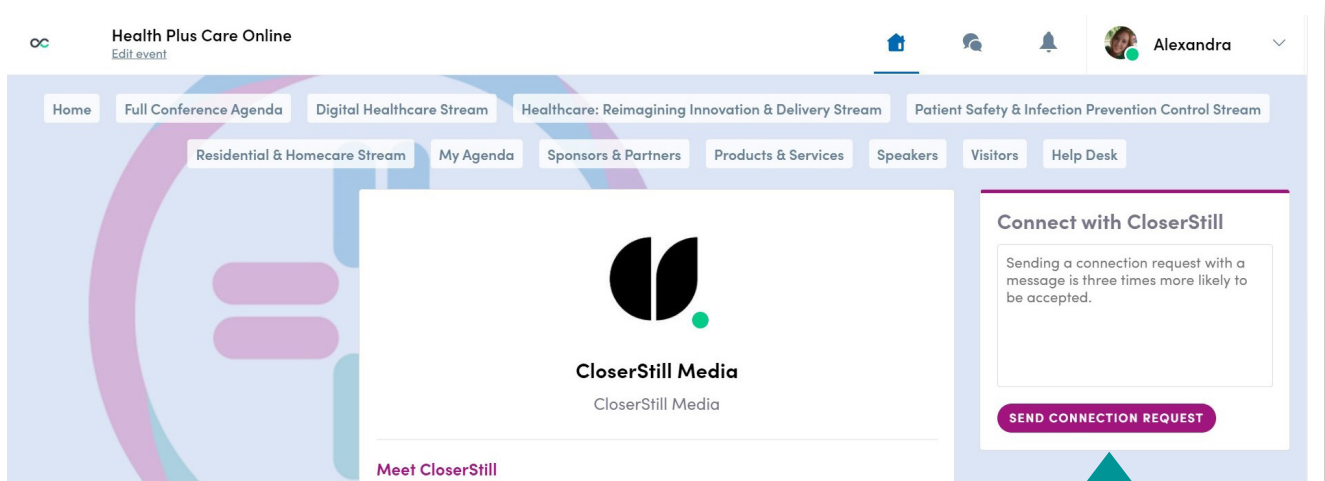 Health Plus Care Online
Edit event
Alexandra
Home Full Conference Agenda Digital Healthcare Stream Healthcare: Reimagining Innovation & Delivery Stream Patient Safety & Infection Prevention Control Stream
Residential & Homecare Stream My Agenda Sponsors & Partners Products & Services Speakers Visitors Help Desk
CloserStill Media
CloserStill Media
Meet CloserStill
Connect with CloserStill
Sending a connection request with a
message is three times more likely to
be accepted.
SEND CONNECTION REQUEST